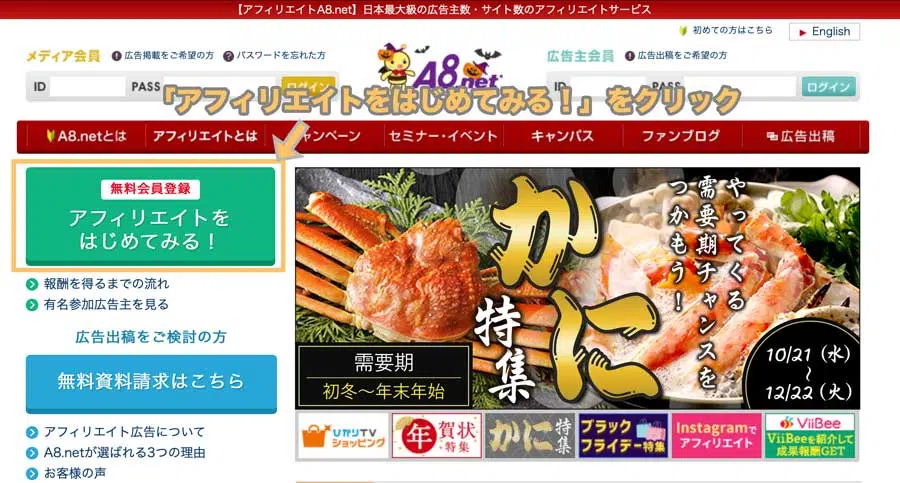 【アフィリエイトA8.net】日本最大級の広告主数・サイト数のアフィリエイトサービス
初めての方はこちら
English
メディア会員
広告掲載をご希望の方
パスワードを忘れた方
ID
PASS
ログイン
A8.net
広告主会員
広告出稿をご希望の方
ID
PASS
ログイン
「アフィリエイトをはじめてみる！」をクリック
A8.netとは
アフィリエイトとは
ャンペーン
セミナー・イベント
キャンパス
ファンブログ
広告出稿
無料会員登録
アフィリエイトを
はじめてみる！
報酬を得るまでの流れ
有名参加広告主を見る
広告出稿をご検討の方
無料資料請求はこちら
アフィリエイト広告について
A8.netが選ばれる3つの理由
お客様の声
やってくる
需要期チャンスを
つかもう！
かに
特集
需要期
初冬～年末年始
10/21（水）
～
12/22（火）
ひかりTV
ショッピング
年賀状
特集
かに特集
ブラック
フライデー特集
Instagramで
アフィリエイト
ViiBee
ViiBeeを紹介して
成果報酬GET